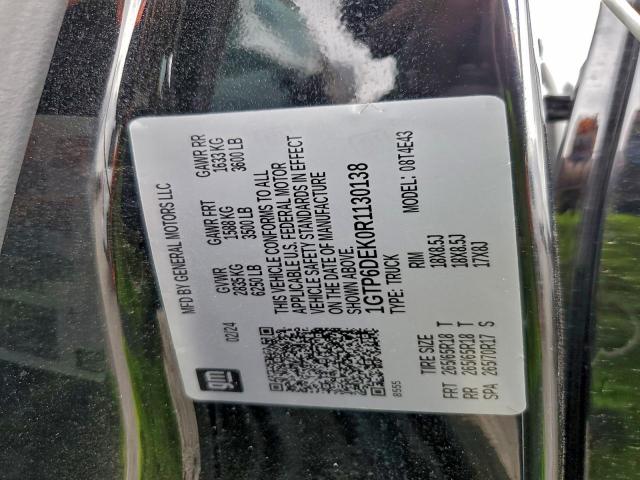 gm
MFD BY GENERAL MOTORS LLC
02/24 GVWR GAWR FRT GAWR RR
2835 KG 1588 KG 1633 KG
6250 LB 3500 LB 3600 LB
THIS VEHICLE CONFORMS TO ALL
APPLICABLE U.S. FEDERAL MOTOR
VEHICLE SAFETY STANDARDS IN EFFECT
ON THE DATE OF MANUFACTURE
SHOWN ABOVE.
1GTP6DEK0R1130138
8555 TYPE: TRUCK MODEL: 08T4E43
TIRE SIZE RIM
FRT 265/65R18 T 18X8.5J
RR 265/65R18 T 18X8.5J
SPA 265/70R17 S 17X8J